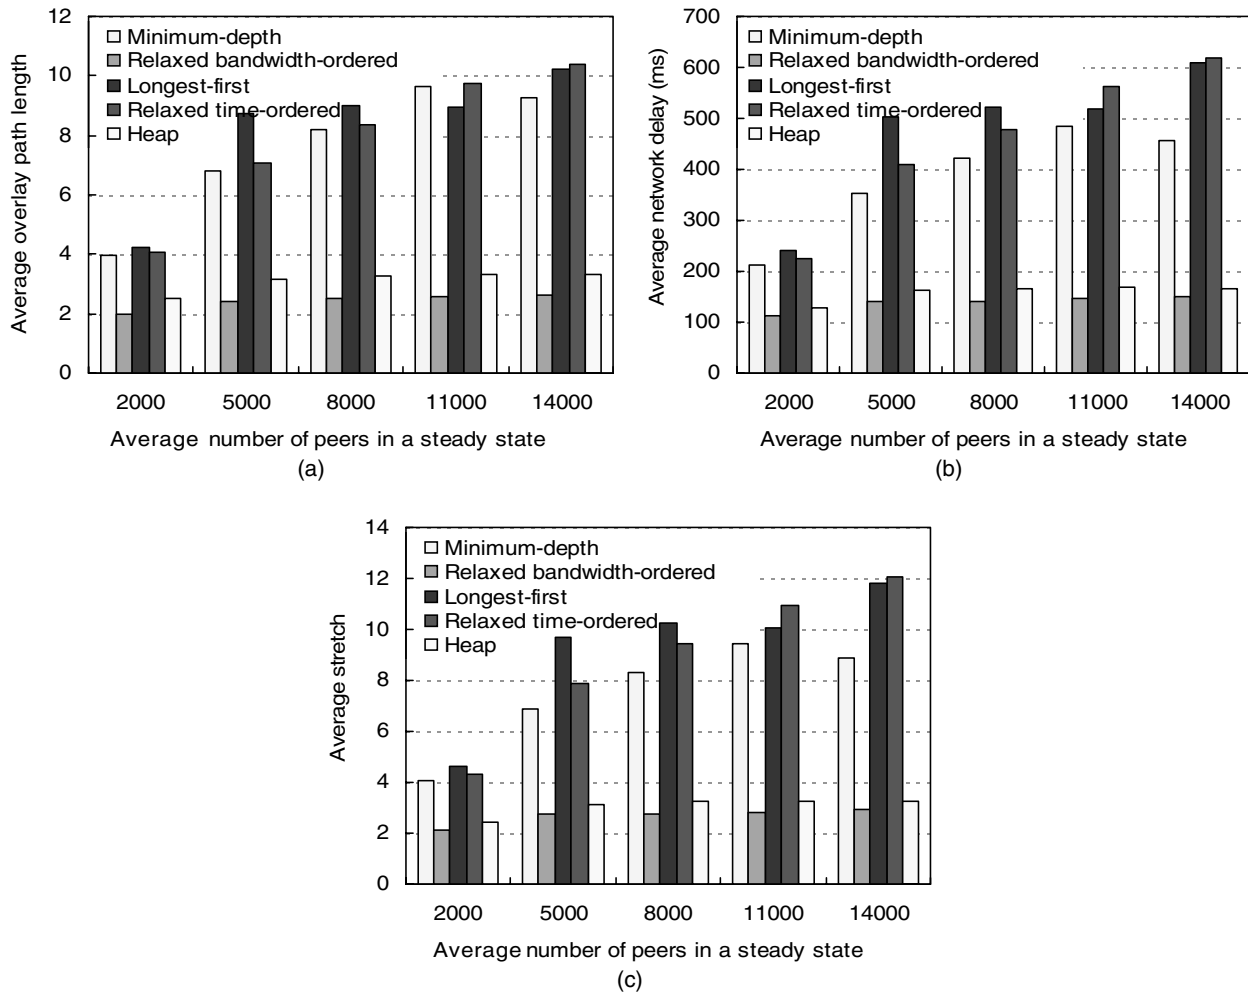 12
10
8
6
4
2
0
Average overlay path length
Minimum-depth
Relaxed bandwidth-ordered
Longest-first
Relaxed time-ordered
Heap
2000 5000 8000 11000 14000
Average number of peers in a steady state
(a)
700
600
500
400
300
200
100
0
Average network delay (ms)
Minimum-depth
Relaxed bandwidth-ordered
Longest-first
Relaxed time-ordered
Heap
2000 5000 8000 11000 14000
Average number of peers in a steady state
(b)
14
12
10
8
6
4
2
0
Average stretch
Minimum-depth
Relaxed bandwidth-ordered
Longest-first
Relaxed time-ordered
Heap
2000 5000 8000 11000 14000
Average number of peers in a steady state
(c)